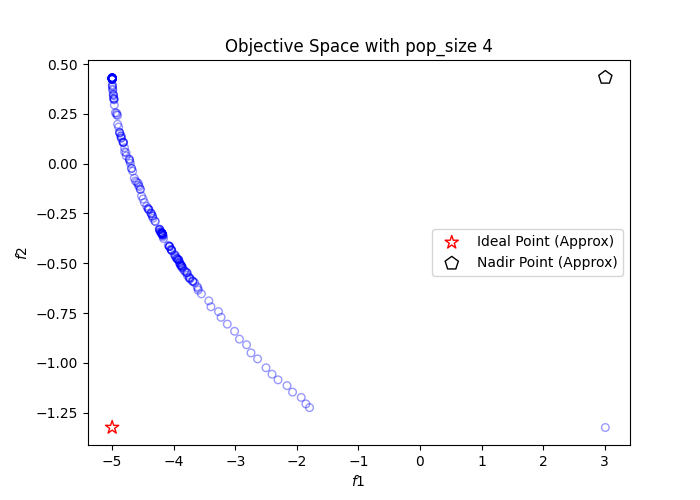 Objective Space with pop_size 4
0.50
0.25
0.00
−0.25
−0.50
−0.75
−1.00
−1.25
f2
Ideal Point (Approx)
Nadir Point (Approx)
−5 −4 −3 −2 −1 0 1 2 3
f1